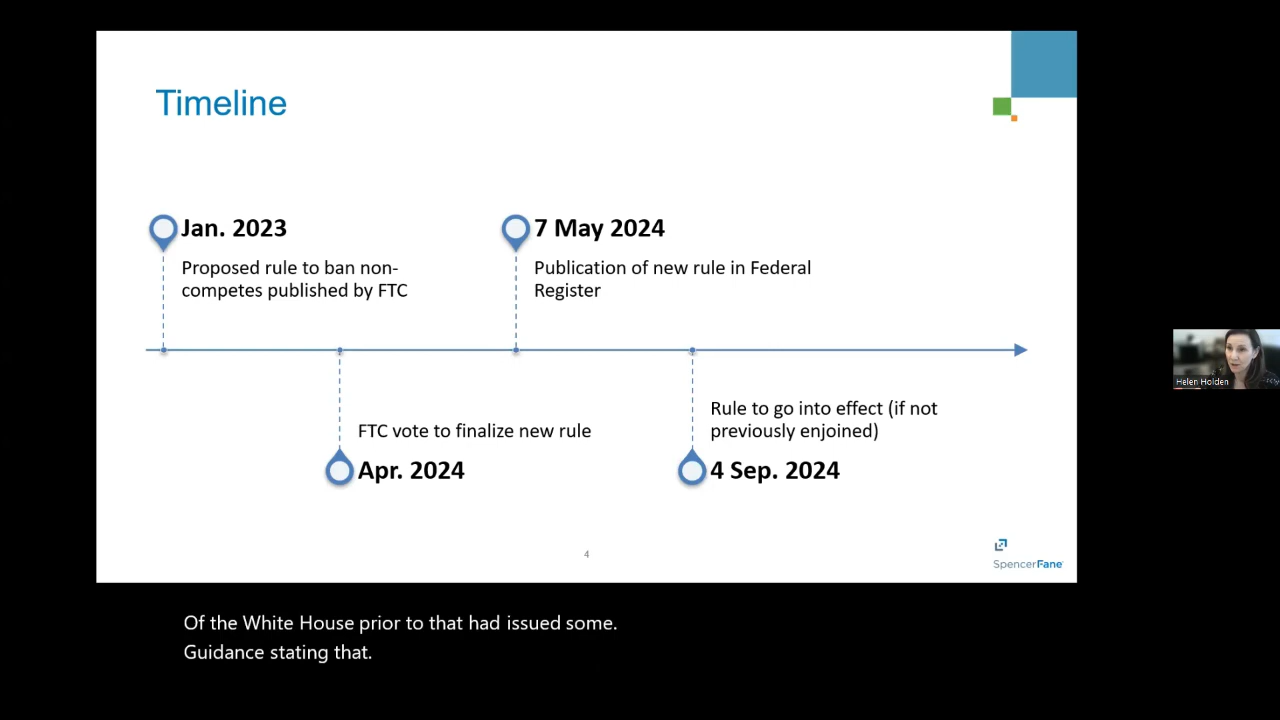 Timeline
Jan. 2023
Proposed rule to ban non-
competes published by FTC
7 May 2024
Publication of new rule in Federal
Register
FTC vote to finalize new rule
Apr. 2024
Rule to go into effect (if not
previously enjoined)
4 Sep. 2024
4
SpencerFane
Helen Holden
Of the White House prior to that had issued some.
Guidance stating that.